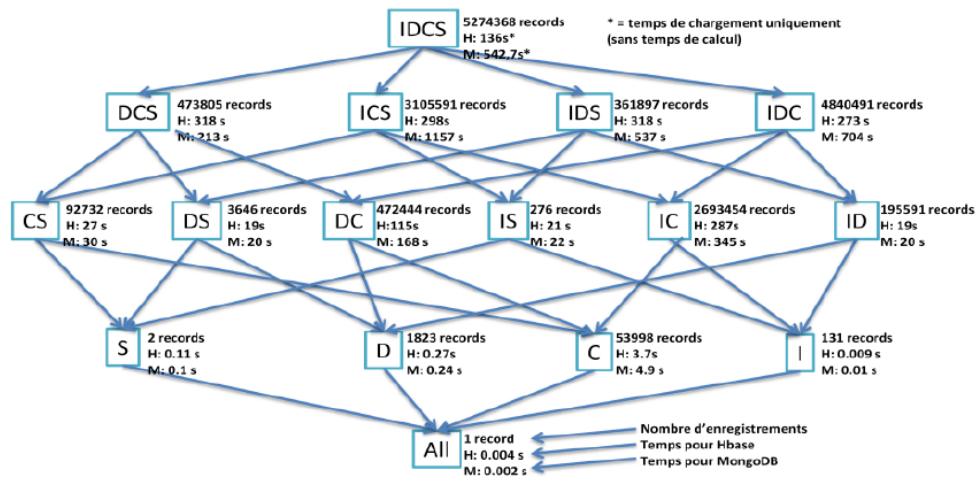 IDCS
5274368 records
H: 136s*
M: 542,7s*
* = temps de chargement uniquement
(sans temps de calcul)
DCS
473805 records
H: 318 s
M: 213 s
ICS
3105591 records
H: 298s
M: 1157 s
IDS
361897 records
H: 318 s
M: 537 s
IDC
4840491 records
H: 273 s
M: 704 s
CS
92732 records
H: 27 s
M: 30 s
DS
3646 records
H: 19s
M: 20 s
DC
472444 records
H:115s
M: 168 s
IS
276 records
H: 21 s
M: 22 s
IC
2693454 records
H: 287s
M: 345 s
ID
195591 records
H: 19s
M: 20 s
S
2 records
H: 0.11 s
M: 0.1 s
D
1823 records
H: 0.27s
M: 0.24 s
C
53998 records
H: 3.7s
M: 4.9 s
I
131 records
H: 0.009 s
M: 0.01 s
All
1 record
H: 0.004 s
M: 0.002 s
Nombre d'enregistrements
Temps pour Hbase
Temps pour MongoDB